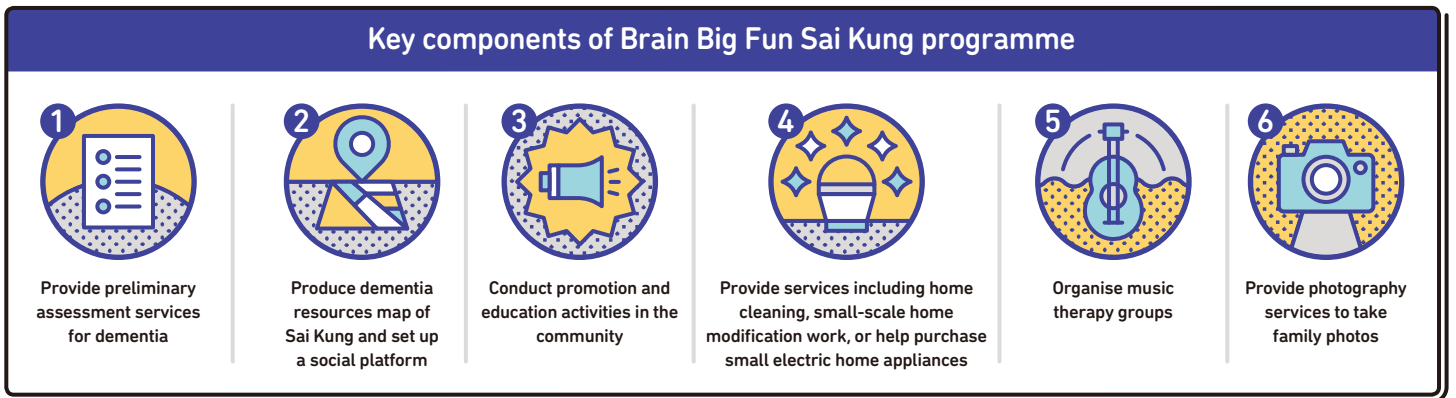 Key components of Brain Big Fun Sai Kung programme
1
Provide preliminary
assessment services
for dementia
2
Produce dementia
resources map of
Sai Kung and set up
a social platform
3
Conduct promotion and
education activities in the
community
4
Provide services including home
cleaning, small-scale home
modification work, or help purchase
small electric home appliances
5
Organise music
therapy groups
6
Provide photography
services to take
family photos